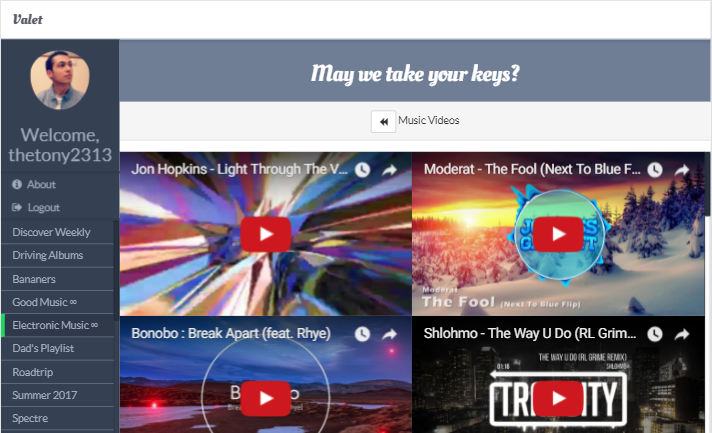 Valet
May we take your keys?
Music Videos
Welcome,
thetony2313
About
Logout
Discover Weekly
Driving Albums
Bananers
Good Music ∞
Electronic Music ∞
Dad's Playlist
Roadtrip
Summer 2017
Spectre
Jon Hopkins - Light Through The V...
Moderat - The Fool (Next To Blue F...
Moderat
The Fool (Next To Blue Flip)
Bonobo : Break Apart (feat. Rhye)
Shlohmo - The Way U Do (RL Grim...
THE WAY U DO (RL GRIME REMIX)
01:16 SHLOHMO